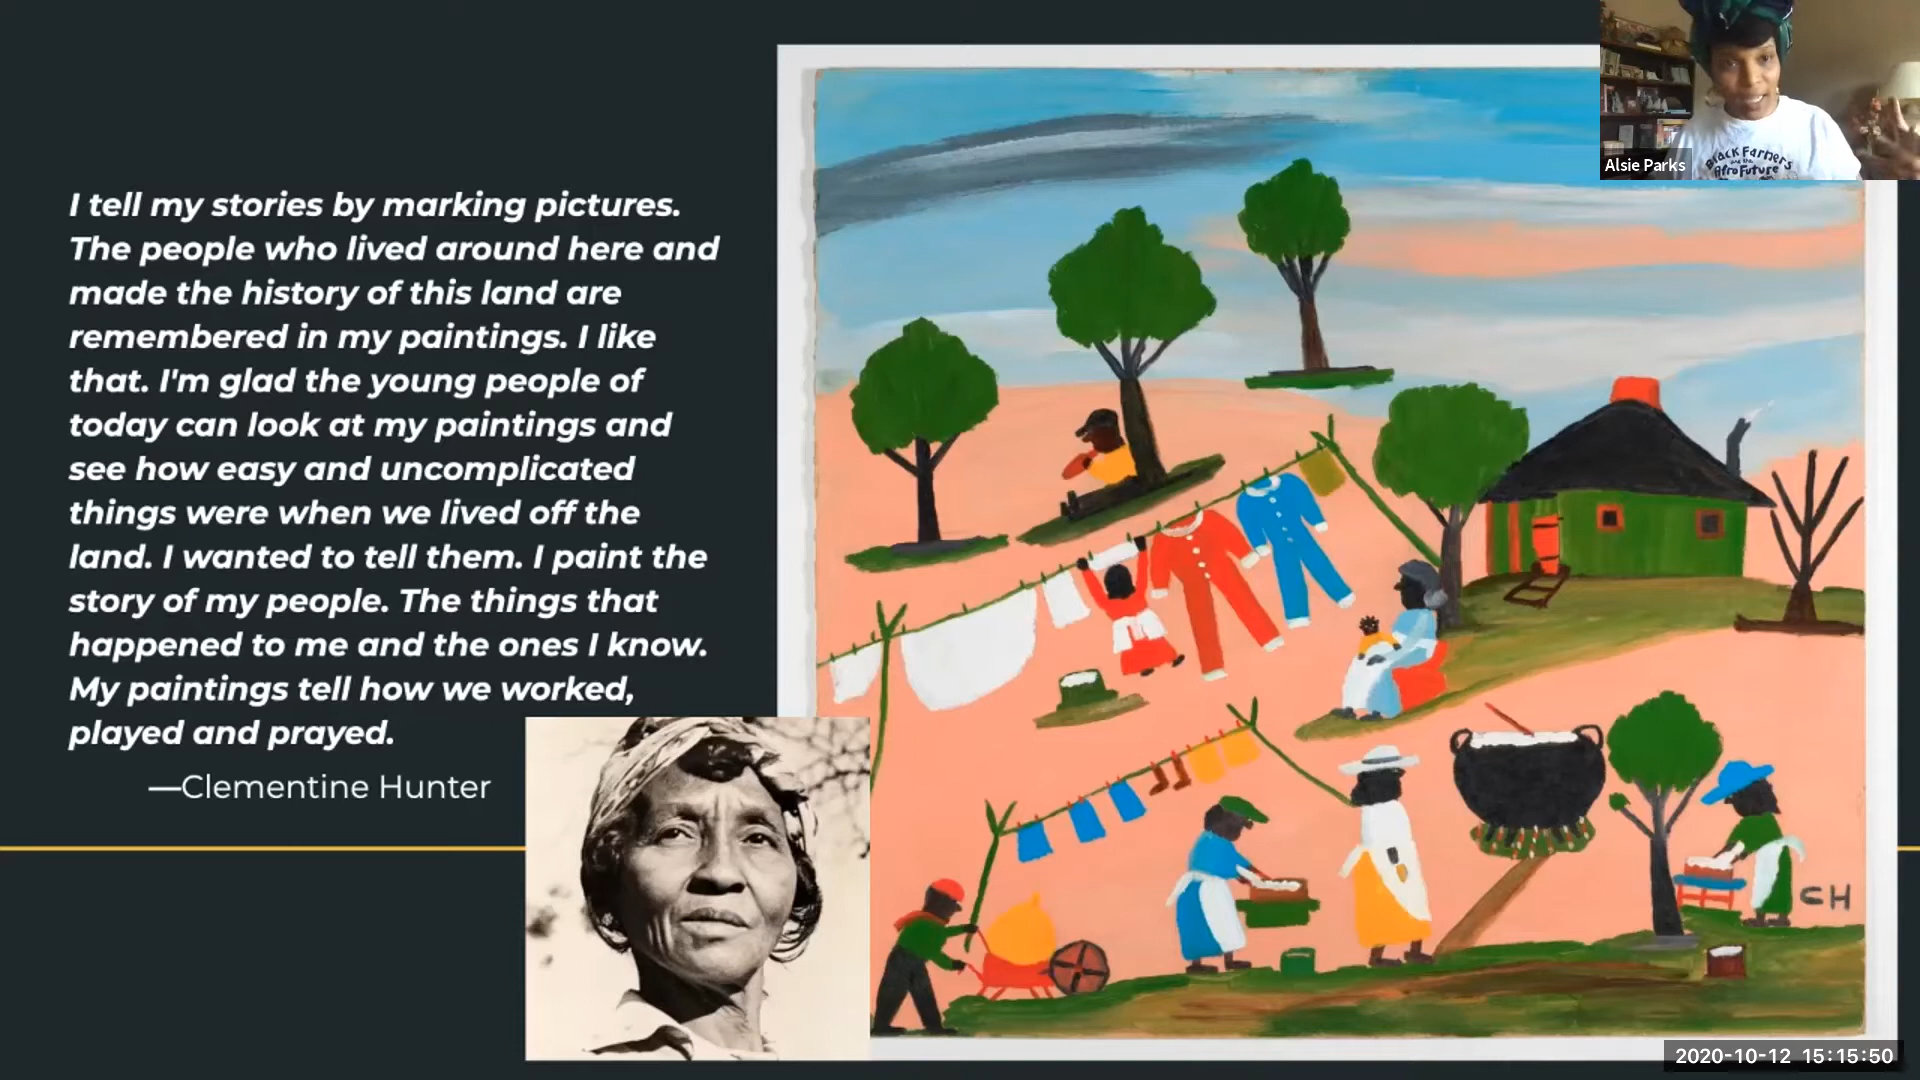 I tell my stories by marking pictures.
The people who lived around here and
made the history of this land are
remembered in my paintings. I like
that. I'm glad the young people of
today can look at my paintings and
see how easy and uncomplicated
things were when we lived off the
land. I wanted to tell them. I paint the
story of my people. The things that
happened to me and the ones I know.
My paintings tell how we worked,
played and prayed.
—Clementine Hunter
Black Farmers
and the
AfroFuture
Alsie Parks
CH
2020-10-12 15:15:50